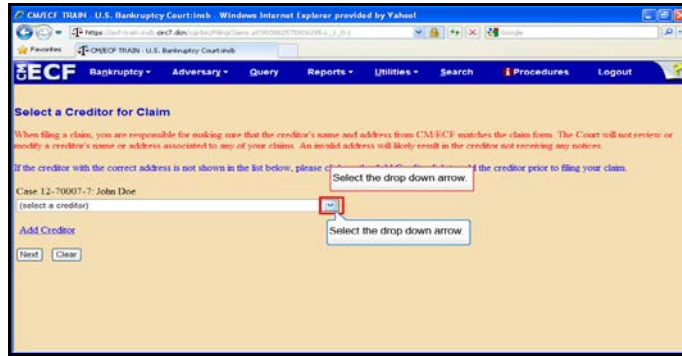 CM/ECF TRAIN - U.S. Bankruptcy Court:innb - Windows Internet Explorer provided by Yahoo!
Google
Favorites CM/ECF TRAIN - U.S. Bankruptcy Court:innb
ECF Bankruptcy Adversary Query Reports Utilities Search Procedures Logout ?
Select a Creditor for Claim
When filing a claim, you are responsible for making sure that the creditor's name and address from CM/ECF matches the claim form. The Court will not review or
modify a creditor's name or address associated to any of your claims. An invalid address will likely result in the creditor not receiving any notices.
If the creditor with the correct address is not shown in the list below, please the creditor prior to filing your claim.
Select the drop down arrow.
Case 12-70007-7: John Doe
(select a creditor)
Add Creditor
Select the drop down arrow.
Next Clear